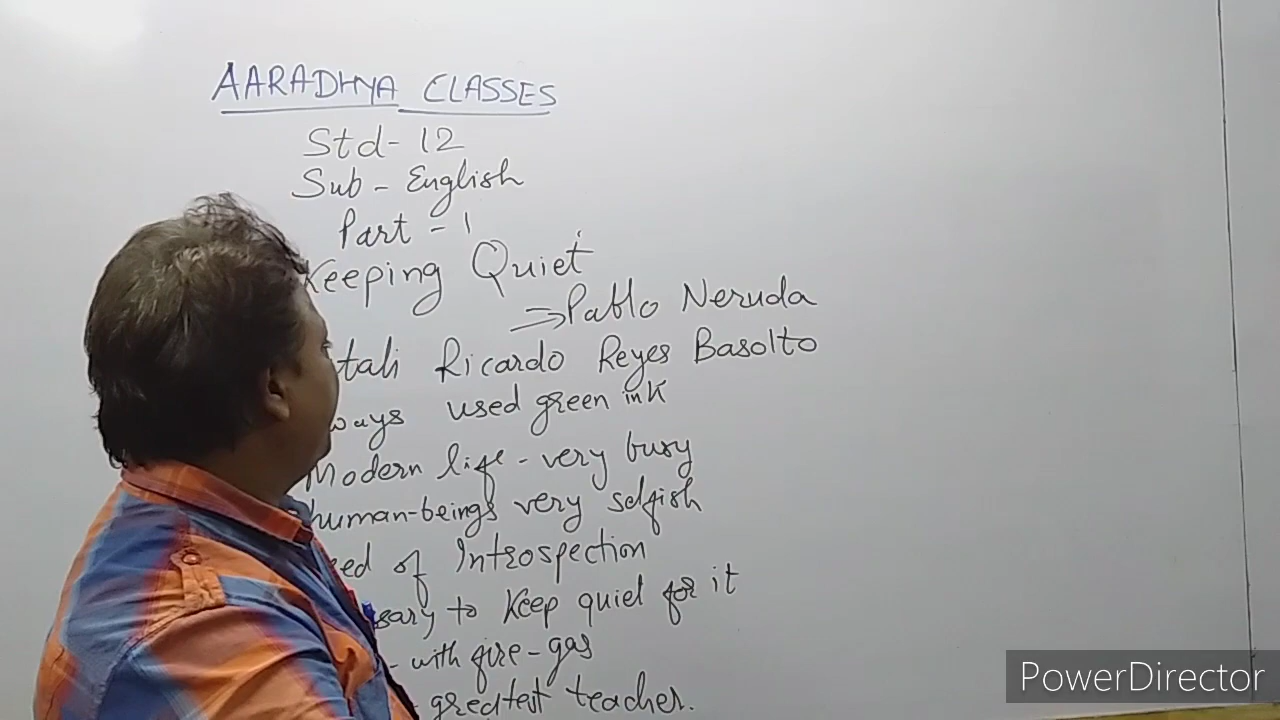 AARADHYA CLASSES
Std- 12
Sub - English
Part - 1
Keeping Quiet
⇒ Pablo Neruda
Ricardo Reyes Basolto
used green ink
Modern life - very busy
human-beings very selfish
of Introspection
to keep quiet for it
- with fire - gas
greatest teacher.
PowerDirector